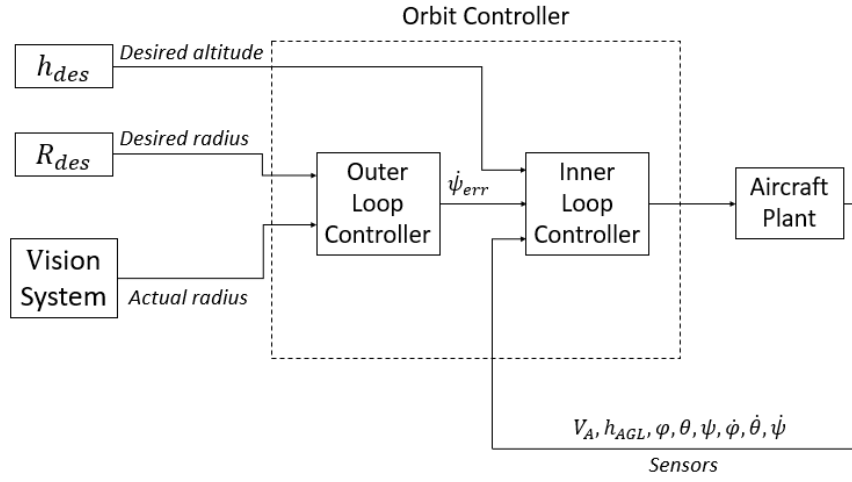 Orbit Controller
h_des
Desired altitude
R_des
Desired radius
Vision
System
Actual radius
Outer
Loop
Controller
ψ̇_err
Inner
Loop
Controller
Aircraft
Plant
V_A, h_AGL, φ, θ, ψ, φ̇, θ̇, ψ̇
Sensors